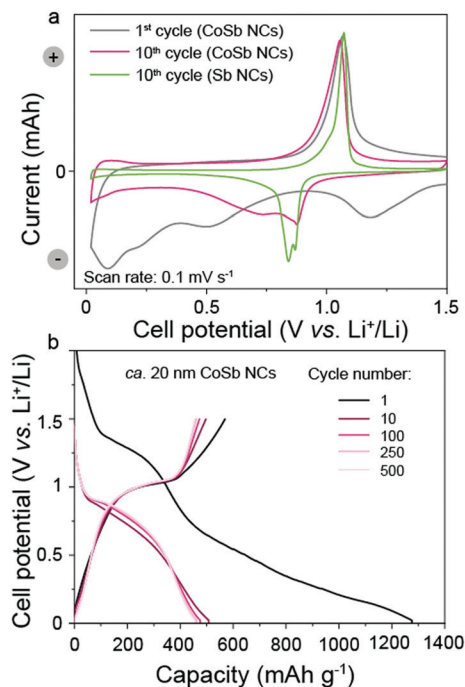 a
1st cycle (CoSb NCs)
10th cycle (CoSb NCs)
10th cycle (Sb NCs)
+
Current (mAh)
0
-
Scan rate: 0.1 mV s-1
0 0.5 1.0 1.5
Cell potential (V vs. Li+/Li)
b
ca. 20 nm CoSb NCs
Cycle number:
1
10
100
250
500
Cell potential (V vs. Li+/Li)
1.5
1
0.5
0
0 200 400 600 800 1000 1200 1400
Capacity (mAh g-1)